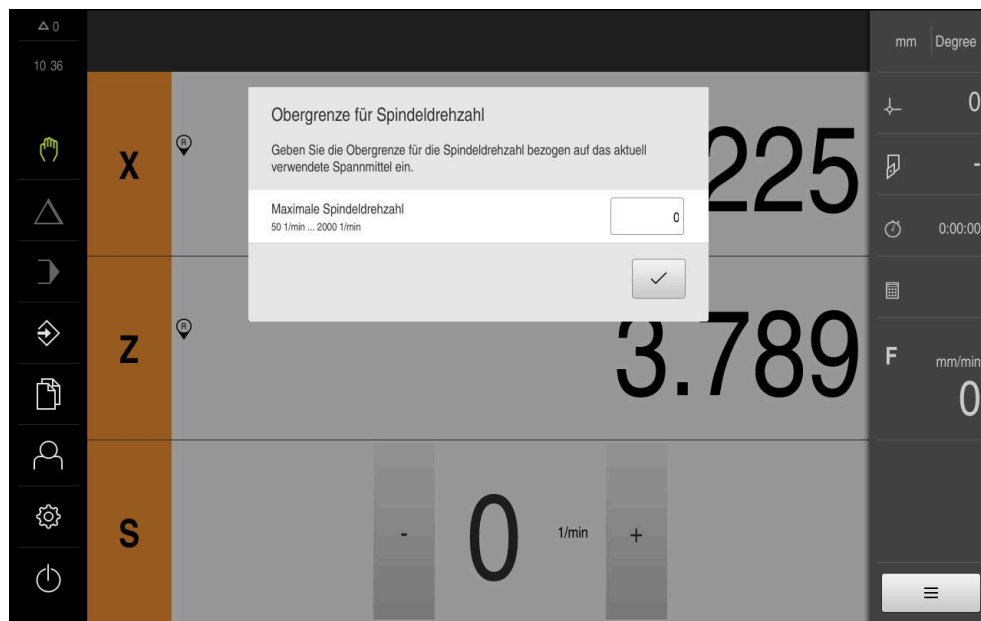 0
10 36
mm Degree
X
R
225
0
-
0:00:00
Obergrenze für Spindeldrehzahl
Geben Sie die Obergrenze für die Spindeldrehzahl bezogen auf das aktuell
verwendete Spannmittel ein.
Maximale Spindeldrehzahl
50 1/min ... 2000 1/min
0
Z
R
3.789
F
mm/min
0
S
-
0
1/min
+